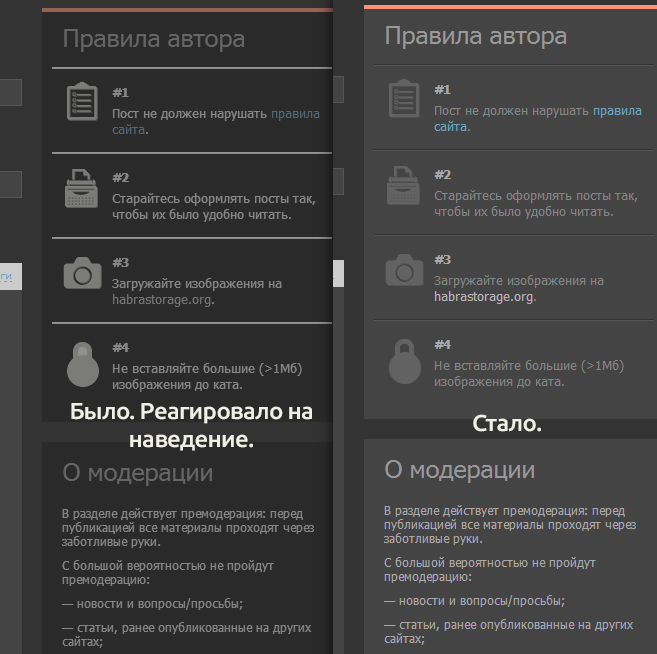 Правила автора
#1
Пост не должен нарушать правила
сайта.
#2
Старайтесь оформлять посты так,
чтобы их было удобно читать.
#3
Загружайте изображения на
habrastorage.org.
#4
Не вставляйте большие (>1Мб)
изображения до ката.
Было. Реагировало на
наведение.
О модерации
В разделе действует премодерация: перед
публикацией все материалы проходят через
заботливые руки.
С большой вероятностью не пройдут
премодерацию:
— новости и вопросы/просьбы;
— статьи, ранее опубликованные на других
сайтах;
ги
Правила автора
#1
Пост не должен нарушать правила
сайта.
#2
Старайтесь оформлять посты так,
чтобы их было удобно читать.
#3
Загружайте изображения на
habrastorage.org.
#4
Не вставляйте большие (>1Мб)
изображения до ката.
Стало.
О модерации
В разделе действует премодерация: перед
публикацией все материалы проходят через
заботливые руки.
С большой вероятностью не пройдут
премодерацию:
— новости и вопросы/просьбы;
— статьи, ранее опубликованные на других
сайтах;